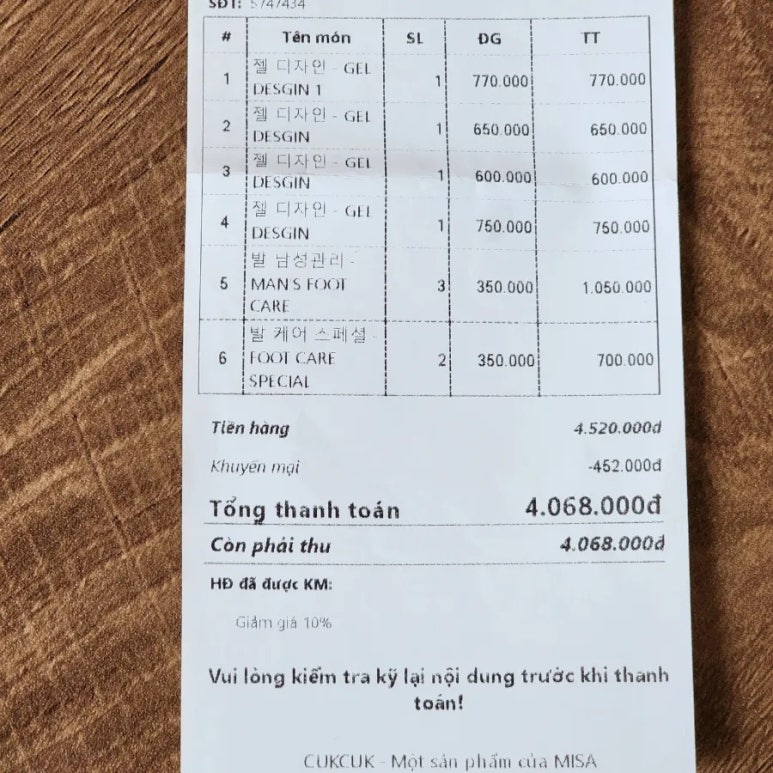 SĐT: 5747434
# Tên món SL ĐG TT
1 젤 디자인 - GEL DESGIN 1 1 770.000 770.000
2 젤 디자인 - GEL DESGIN 1 650.000 650.000
3 젤 디자인 - GEL DESGIN 1 600.000 600.000
4 젤 디자인 - GEL DESGIN 1 750.000 750.000
5 발 남성관리 - MAN'S FOOT CARE 3 350.000 1.050.000
6 발 케어 스페셜 - FOOT CARE SPECIAL 2 350.000 700.000
Tiền hàng 4.520.000đ
Khuyến mại -452.000đ
Tổng thanh toán 4.068.000đ
Còn phải thu 4.068.000đ
HĐ đã được KM:
Giảm giá 10%
Vui lòng kiểm tra kỹ lại nội dung trước khi thanh
toán!
CUKCUK - Một sản phẩm của MISA